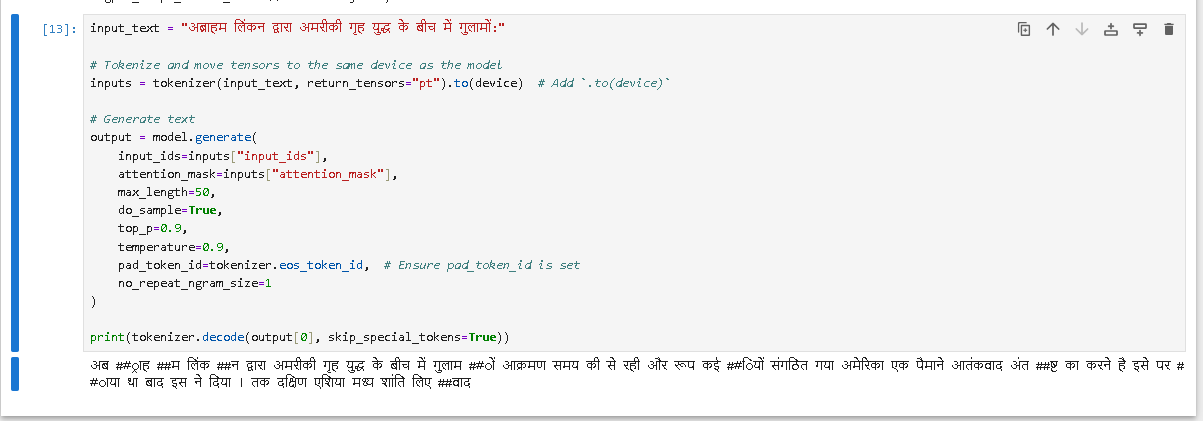 [13]: input_text = "अब्राहम लिंकन द्वारा अमरीकी गृह युद्ध के बीच में गुलामों:"
# Tokenize and move tensors to the same device as the model
inputs = tokenizer(input_text, return_tensors="pt").to(device)  # Add `.to(device)`
# Generate text
output = model.generate(
    input_ids=inputs["input_ids"],
    attention_mask=inputs["attention_mask"],
    max_length=50,
    do_sample=True,
    top_p=0.9,
    temperature=0.9,
    pad_token_id=tokenizer.eos_token_id,  # Ensure pad_token_id is set
    no_repeat_ngram_size=1
)
print(tokenizer.decode(output[0], skip_special_tokens=True))
अब ##्राह ##म लिंक ##न द्वारा अमरीकी गृह युद्ध के बीच में गुलाम ##ों आक्रमण समय की से रही और रूप कई ##ियों संगठित गया अमेरिका एक पैमाने आतंकवाद अंत ##ष्ट का करने है इसे पर #
#ाया था बाद इस ने दिया । तक दक्षिण एशिया मध्य शांति लिए ##वाद